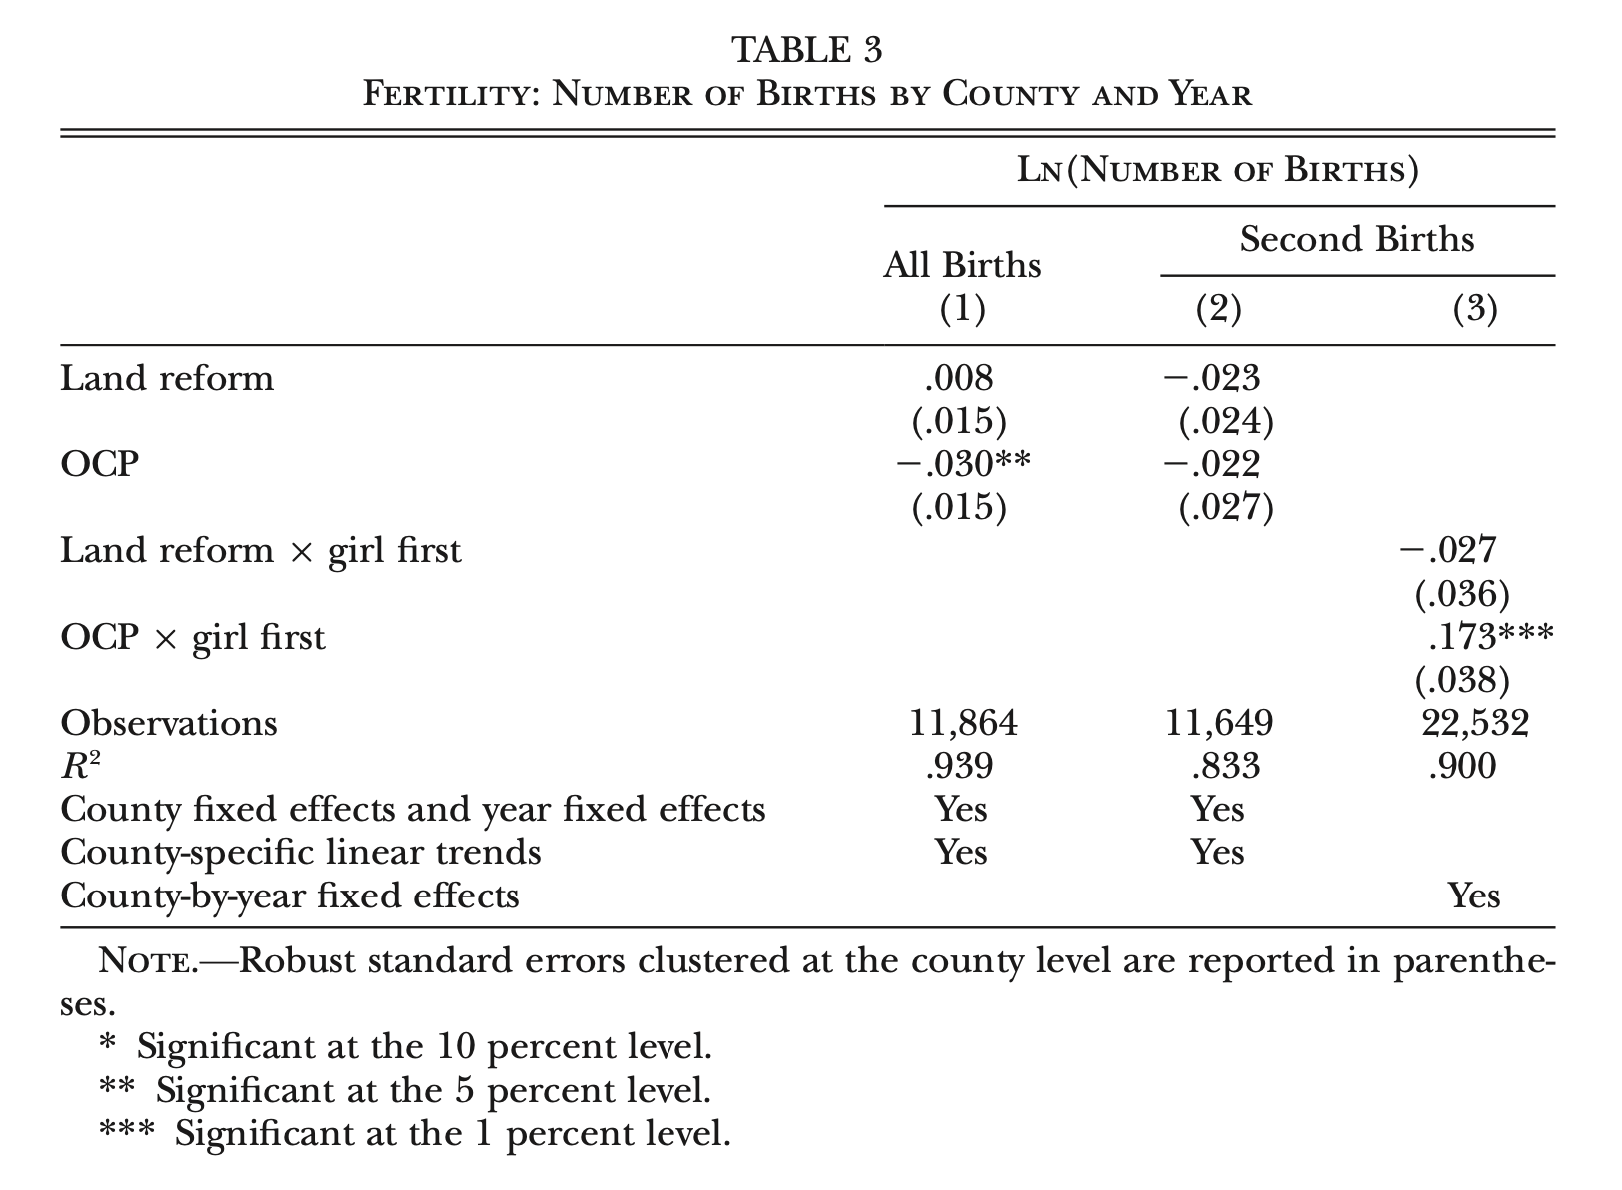 TABLE 3
Fertility: Number of Births by County and Year
Ln(Number of Births)
Second Births
All Births
(1) (2) (3)
Land reform .008 −.023
(.015) (.024)
OCP −.030** −.022
(.015) (.027)
Land reform × girl first −.027
(.036)
OCP × girl first .173***
(.038)
Observations 11,864 11,649 22,532
R² .939 .833 .900
County fixed effects and year fixed effects Yes Yes
County-specific linear trends Yes Yes
County-by-year fixed effects Yes
Note.—Robust standard errors clustered at the county level are reported in parenthe-
ses.
* Significant at the 10 percent level.
** Significant at the 5 percent level.
*** Significant at the 1 percent level.